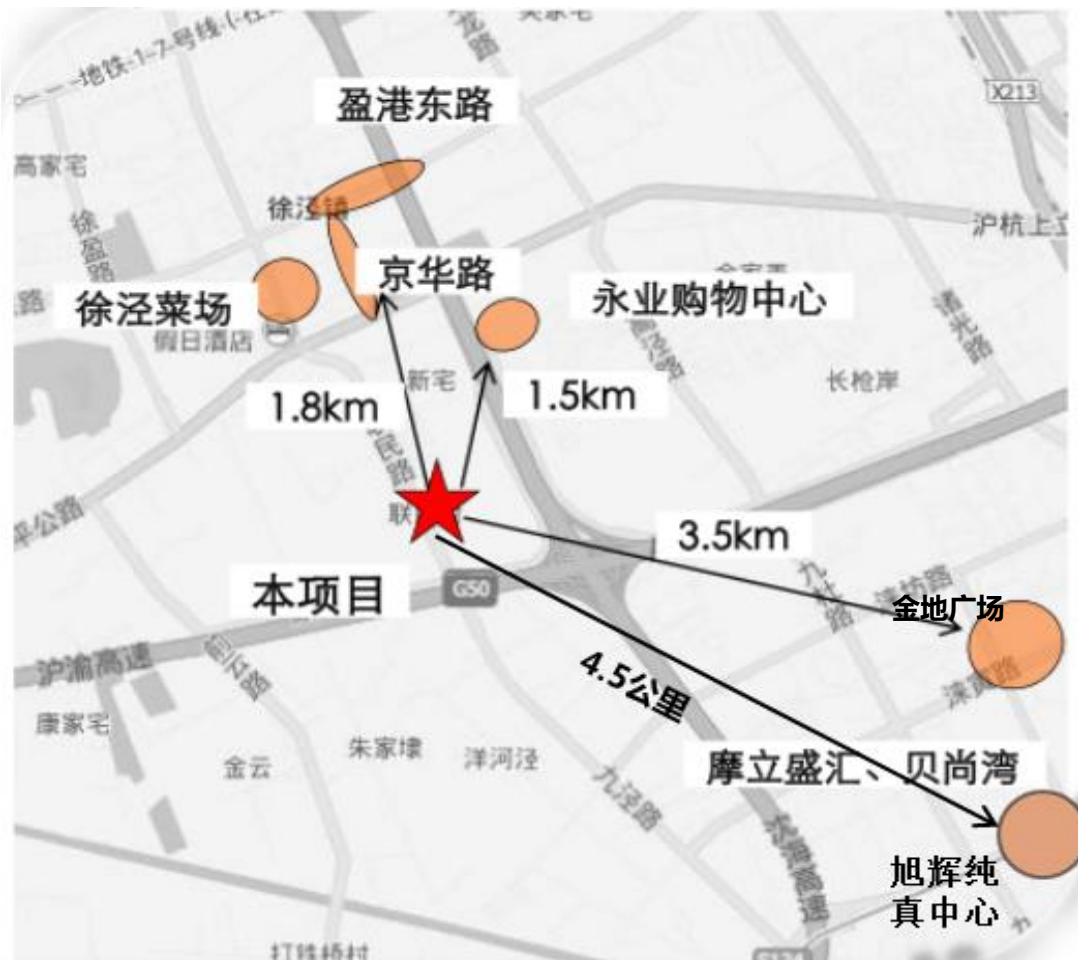 地铁-1-7-号线-(-在
龙路
X213
盈港东路
高家宅
徐泾镇
徐盈路
沪杭上立
京华路
徐泾菜场
永业购物中心
假日酒店
诸光路
新宅
长枪岸
1.8km
1.5km
民路
联
3.5km
本项目
G50
九杜路
涞坊路
金地广场
沪渝高速
4.5公里
康家宅
朱家埭
洋河泾
金云
摩立盛汇、贝尚湾
九泾路
沈海高速
旭辉纯
真中心
打铁桥村